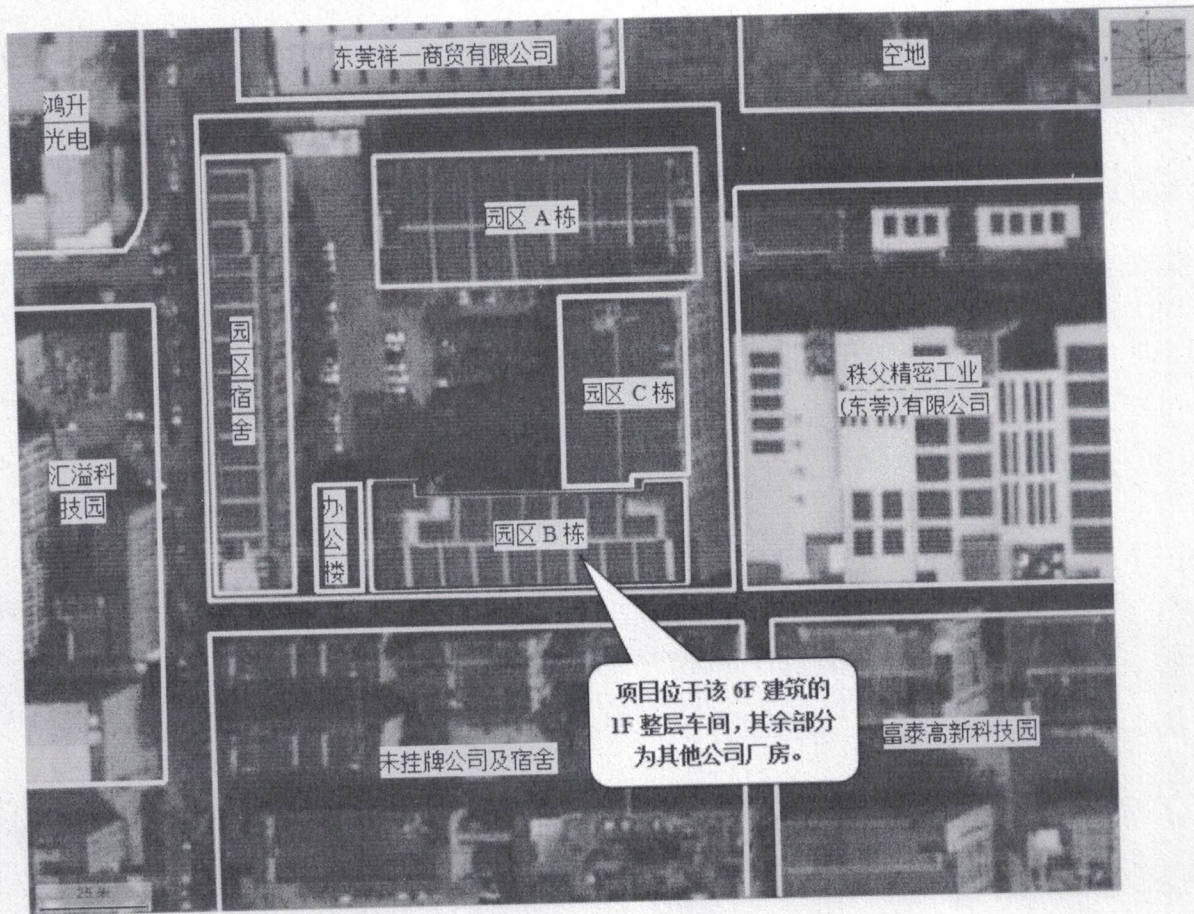 东莞祥一商贸有限公司
空地
鸿升
光电
园区 A 栋
园
区
宿
舍
园区 C 栋
秩父精密工业
(东莞)有限公司
汇溢科
技园
办
公
楼
园区 B 栋
项目位于该 6F 建筑的
1F 整层车间，其余部分
为其他公司厂房。
未挂牌公司及宿舍
富泰高新科技园
25 米